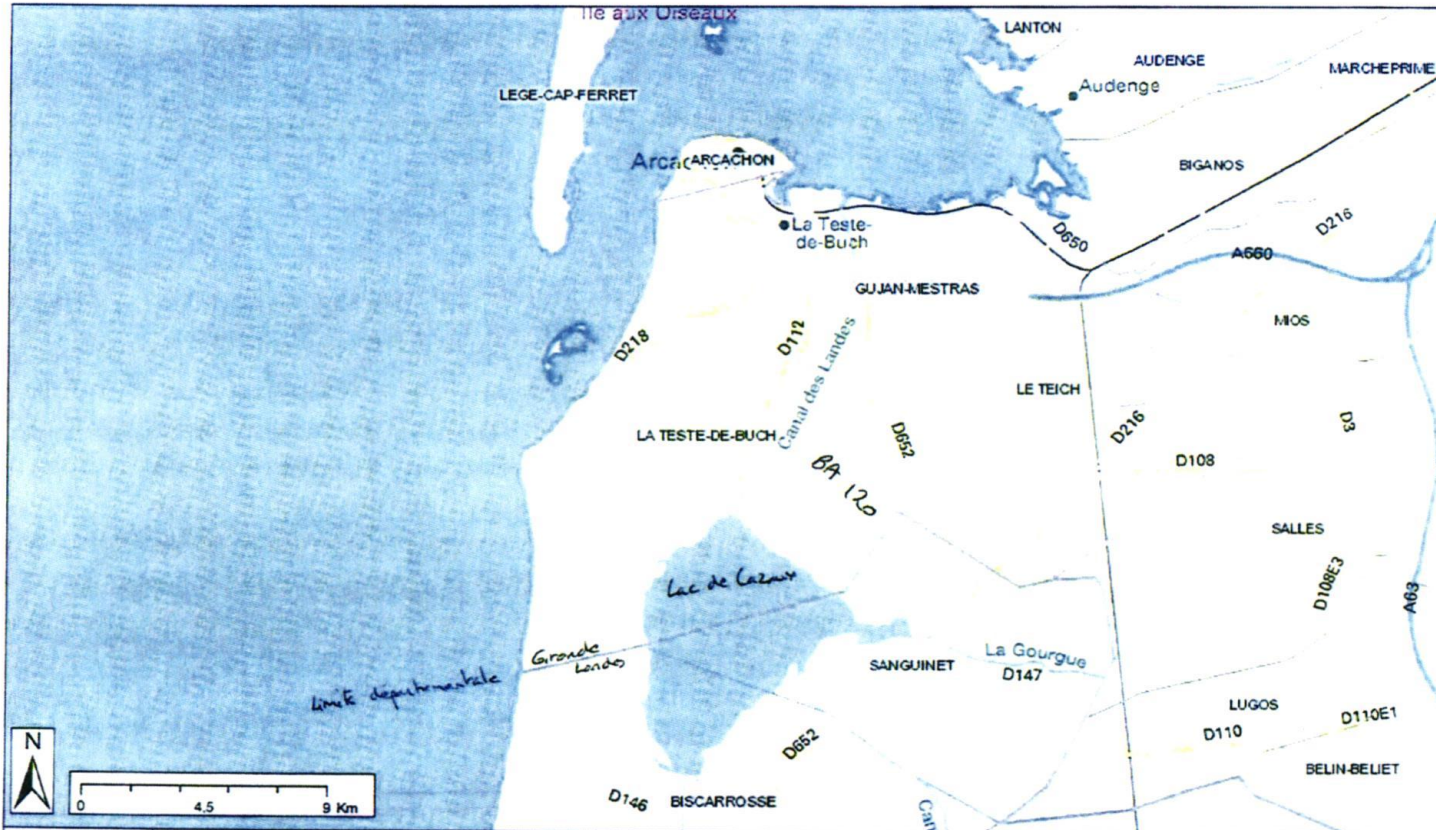 Ile aux Oiseaux
LANTON
AUDENGE
MARCHEPRIME
Audenge
LEGE-CAP-FERRET
ARCACHON
BIGANOS
La Teste-
de-Buch
D650
D216
A660
GUJAN-MESTRAS
MIOS
D218
D112
Canal des Landes
LE TEICH
D3
LA TESTE-DE-BUCH
D652
D216
D108
BA 120
SALLES
Lac de Cazaux
D108E3
A63
Gironde
Landes
Limite départementale
SANGUINET
La Gourgue
D147
LUGOS
D110E1
D110
D652
BELIN-BELIET
N
0 4,5 9 Km
D146
BISCARROSSE